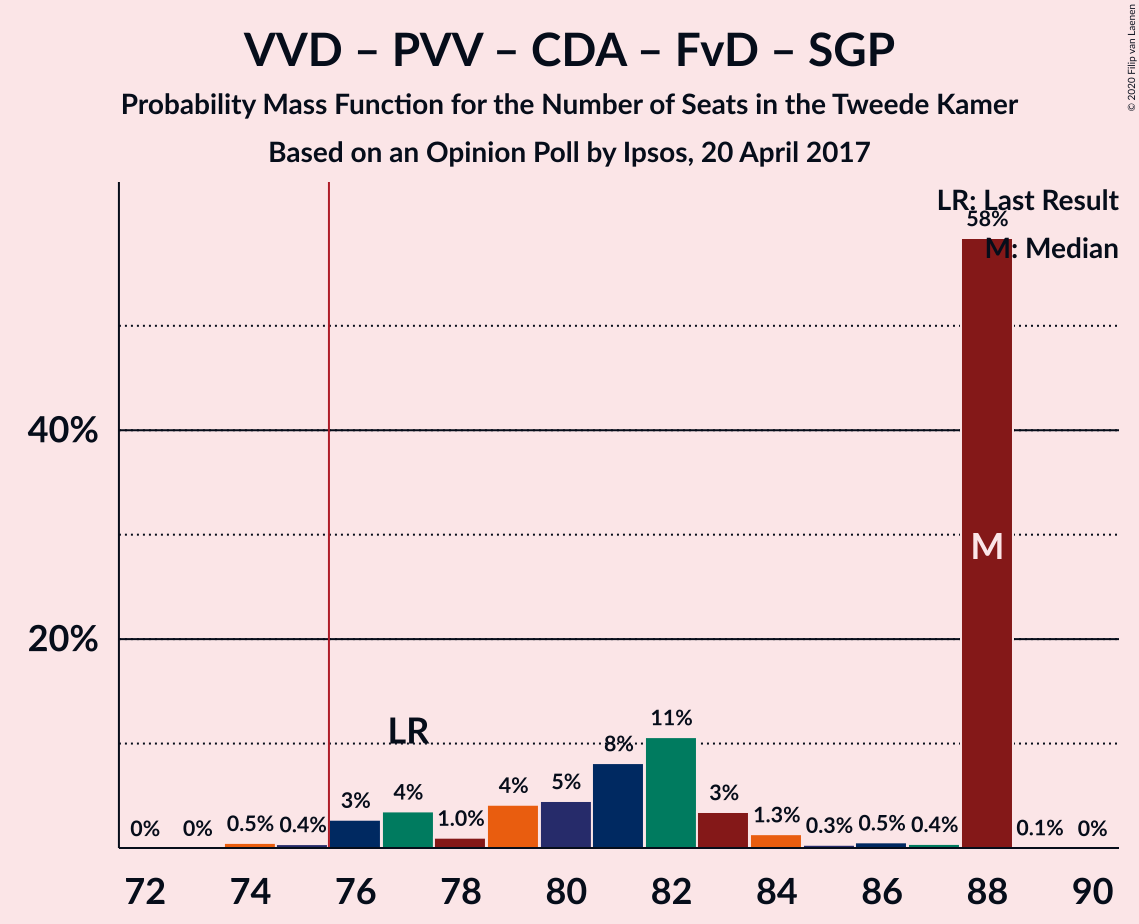 VVD – PVV – CDA – FvD – SGP
Probability Mass Function for the Number of Seats in the Tweede Kamer
Based on an Opinion Poll by Ipsos, 20 April 2017
© 2020 Filip van Laenen
LR: Last Result
M: Median
40%
20%
0% 0% 0.5% 0.4% 3% 4% 1.0% 4% 5% 8% 11% 3% 1.3% 0.3% 0.5% 0.4% 58% 0.1% 0%
LR
M
72 74 76 78 80 82 84 86 88 90